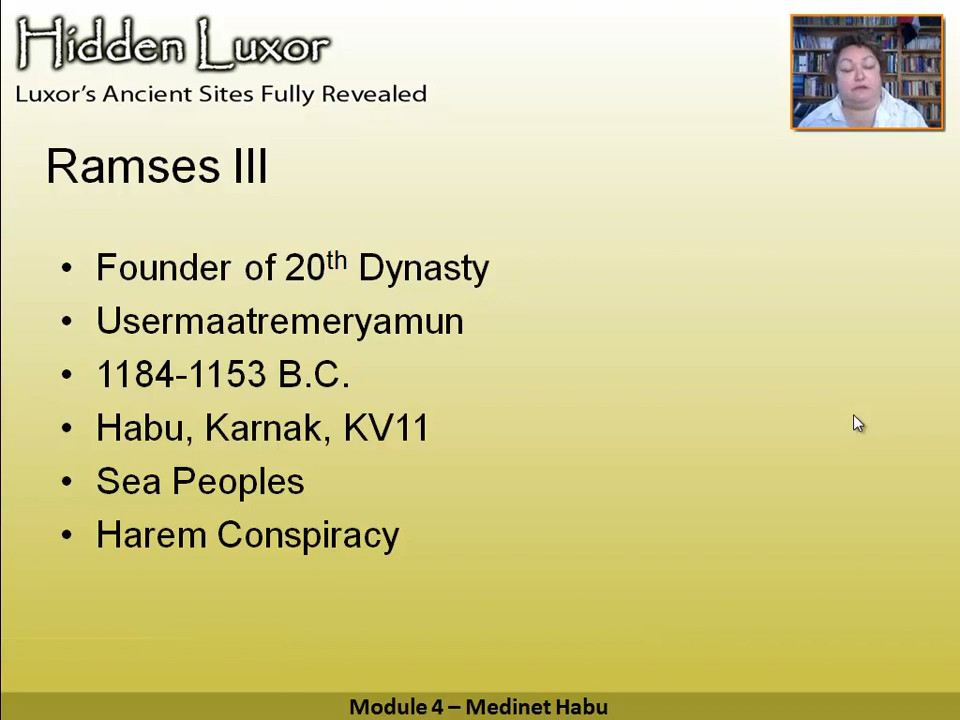 Hidden Luxor
Luxor's Ancient Sites Fully Revealed
Ramses III
• Founder of 20th Dynasty
• Usermaatremeryamun
• 1184-1153 B.C.
• Habu, Karnak, KV11
• Sea Peoples
• Harem Conspiracy
Module 4 – Medinet Habu